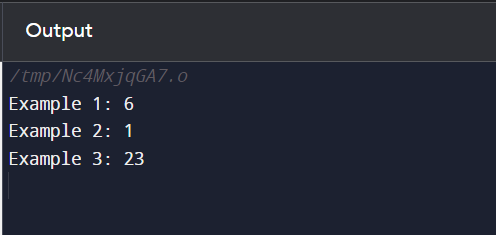 Output
/tmp/Nc4MxjqGA7.o
Example 1: 6
Example 2: 1
Example 3: 23